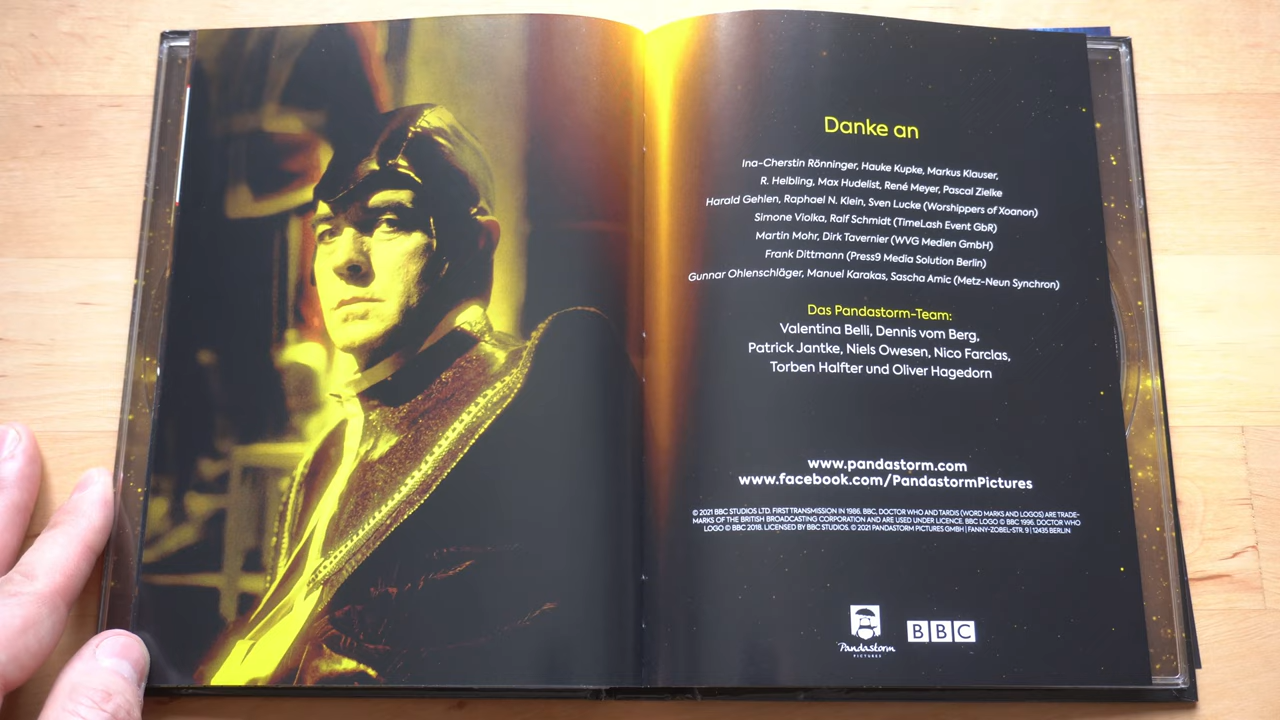 Danke an
Ina-Cherstin Rönninger, Hauke Kupke, Markus Klauser,
R. Helbling, Max Hudelist, René Meyer, Pascal Zielke
Harald Gehlen, Raphael N. Klein, Sven Lucke (Worshippers of Xoanon)
Simone Violka, Ralf Schmidt (TimeLash Event GbR)
Martin Mohr, Dirk Tavernier (WVG Medien GmbH)
Frank Dittmann (Press9 Media Solution Berlin)
Gunnar Ohlenschläger, Manuel Karakas, Sascha Amic (Metz-Neun Synchron)
Das Pandastorm-Team:
Valentina Belli, Dennis vom Berg,
Patrick Jantke, Niels Owesen, Nico Farclas,
Torben Halfter und Oliver Hagedorn
www.pandastorm.com
www.facebook.com/PandastormPictures
© 2021 BBC STUDIOS LTD. FIRST TRANSMISSION IN 1986. BBC, DOCTOR WHO AND TARDIS (WORD MARKS AND LOGOS) ARE TRADE-
MARKS OF THE BRITISH BROADCASTING CORPORATION AND ARE USED UNDER LICENCE. BBC LOGO © BBC 1996. DOCTOR WHO
LOGO © BBC 2018. LICENSED BY BBC STUDIOS. © 2021 PANDASTORM PICTURES GMBH | FANNY-ZOBEL-STR. 9 | 12435 BERLIN
Pandastorm
PICTURES
BBC